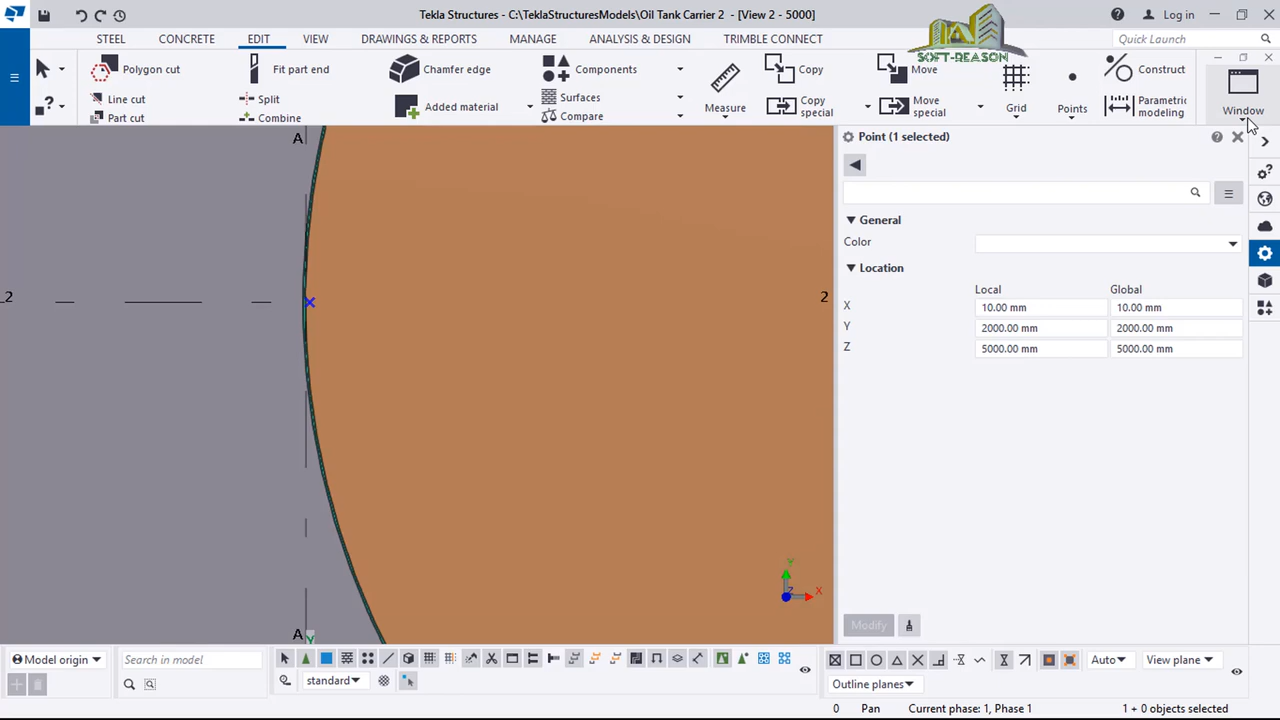 Tekla Structures - C:\TeklaStructuresModels\Oil Tank Carrier 2 - [View 2 - 5000]
Log in
STEEL
CONCRETE
EDIT
VIEW
DRAWINGS & REPORTS
MANAGE
ANALYSIS & DESIGN
TRIMBLE CONNECT
SOFT-REASON
Quick Launch
Polygon cut
Line cut
Part cut
Fit part end
Split
Combine
Chamfer edge
Added material
Components
Surfaces
Compare
Measure
Copy
Copy special
Move
Move special
Grid
Points
Construct
Parametric modeling
Window
A
2
2
A
Y
Y
Z
X
Point (1 selected)
General
Color
Location
Local Global
X 10.00 mm 10.00 mm
Y 2000.00 mm 2000.00 mm
Z 5000.00 mm 5000.00 mm
Modify
Model origin
Search in model
standard
Auto
View plane
Outline planes
0 Pan Current phase: 1, Phase 1 1 + 0 objects selected